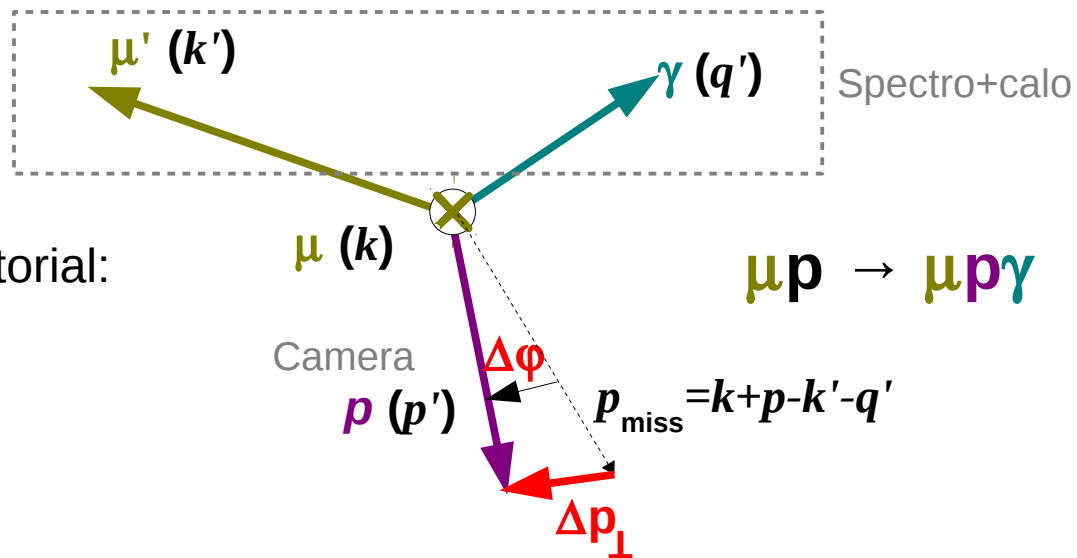 μ' (k')
γ (q')
Spectro+calo
μ (k)
torial:
μp → μpγ
Camera
Δφ
p (p')
p_miss=k+p-k'-q'
Δp⊥